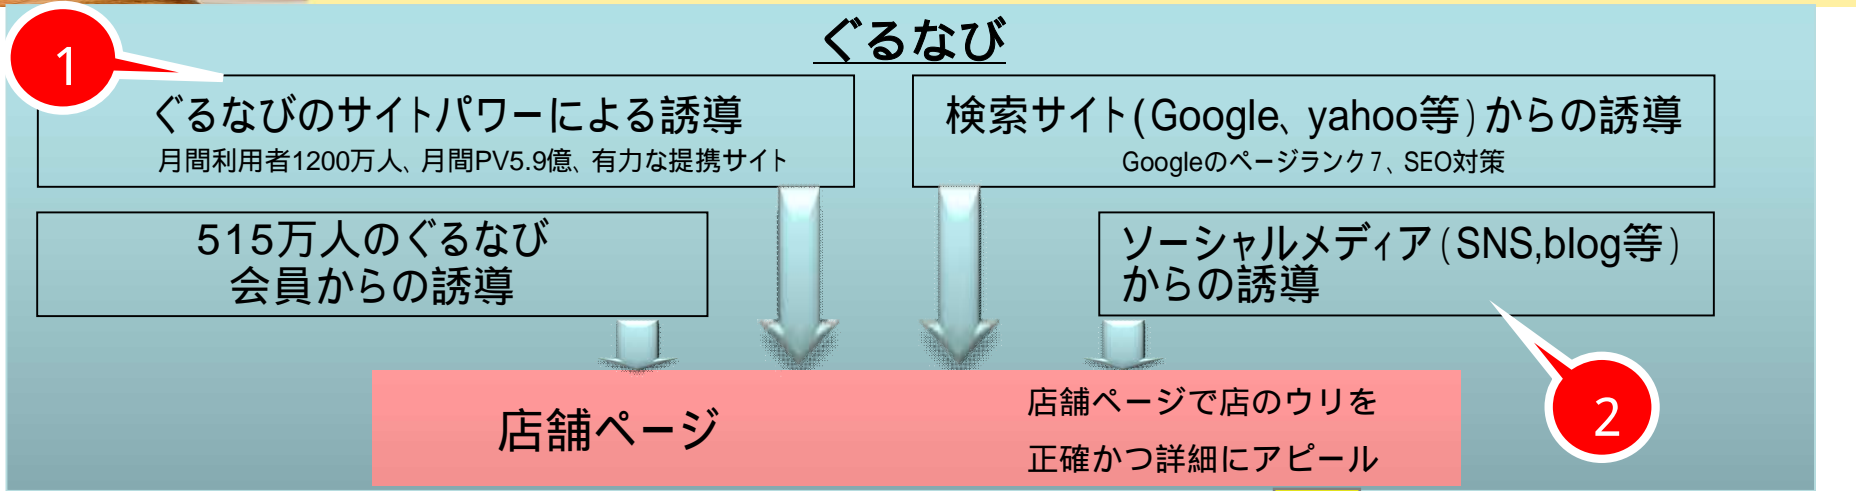 ぐるなび
1
ぐるなびのサイトパワーによる誘導
月間利用者1200万人、月間PV5.9億、有力な提携サイト
検索サイト(Google、yahoo等)からの誘導
Googleのページランク7、SEO対策
515万人のぐるなび
会員からの誘導
ソーシャルメディア(SNS,blog等)
からの誘導
2
店舗ページ
店舗ページで店のウリを
正確かつ詳細にアピール